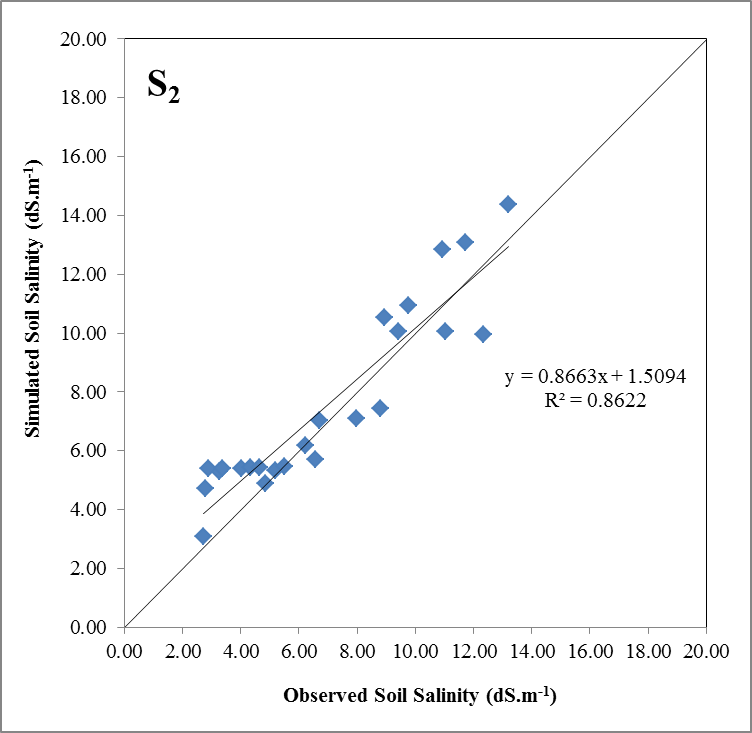 S₂
20.00
18.00
16.00
14.00
12.00
10.00
8.00
6.00
4.00
2.00
0.00
Simulated Soil Salinity (dS.m⁻¹)
y = 0.8663x + 1.5094
R² = 0.8622
0.00 2.00 4.00 6.00 8.00 10.00 12.00 14.00 16.00 18.00 20.00
Observed Soil Salinity (dS.m⁻¹)